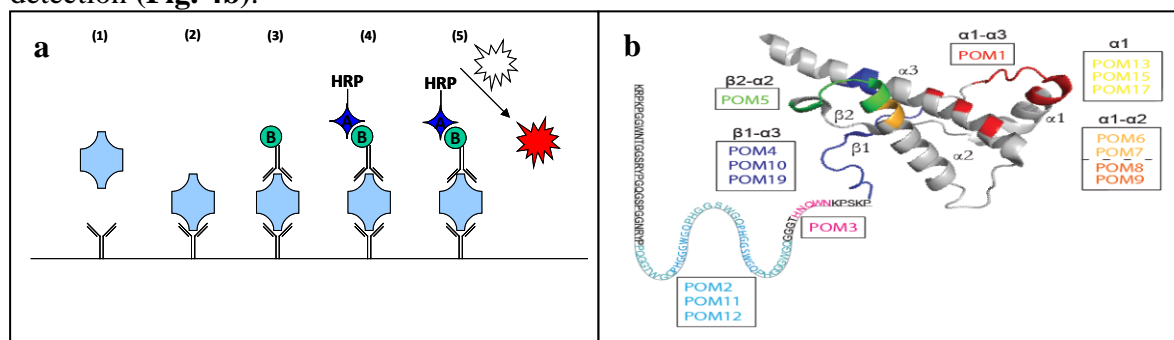 detection (Fig. 4b).
a
(1) (2) (3) (4) (5)
HRP HRP
A A
B B B
b
α1-α3
POM1
α1
POM13
POM15
POM17
β2-α2
POM5
α3
β2
α1
β1
α2
β1-α3
POM4
POM10
POM19
α1-α2
POM6
POM7
POM8
POM9
GGGTHNQWNKPSKP
POM3
POM2
POM11
POM12